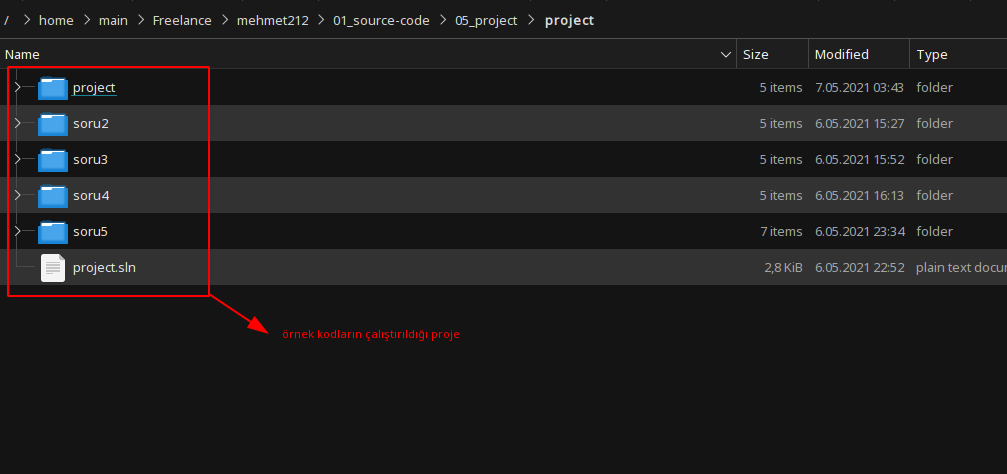 / > home > main > Freelance > mehmet212 > 01_source-code > 05_project > project
Name Size Modified Type
project 5 items 7.05.2021 03:43 folder
soru2 5 items 6.05.2021 15:27 folder
soru3 5 items 6.05.2021 15:52 folder
soru4 5 items 6.05.2021 16:13 folder
soru5 7 items 6.05.2021 23:34 folder
project.sln 2,8 KiB 6.05.2021 22:52 plain text docu
örnek kodların çalıştırıldığı proje